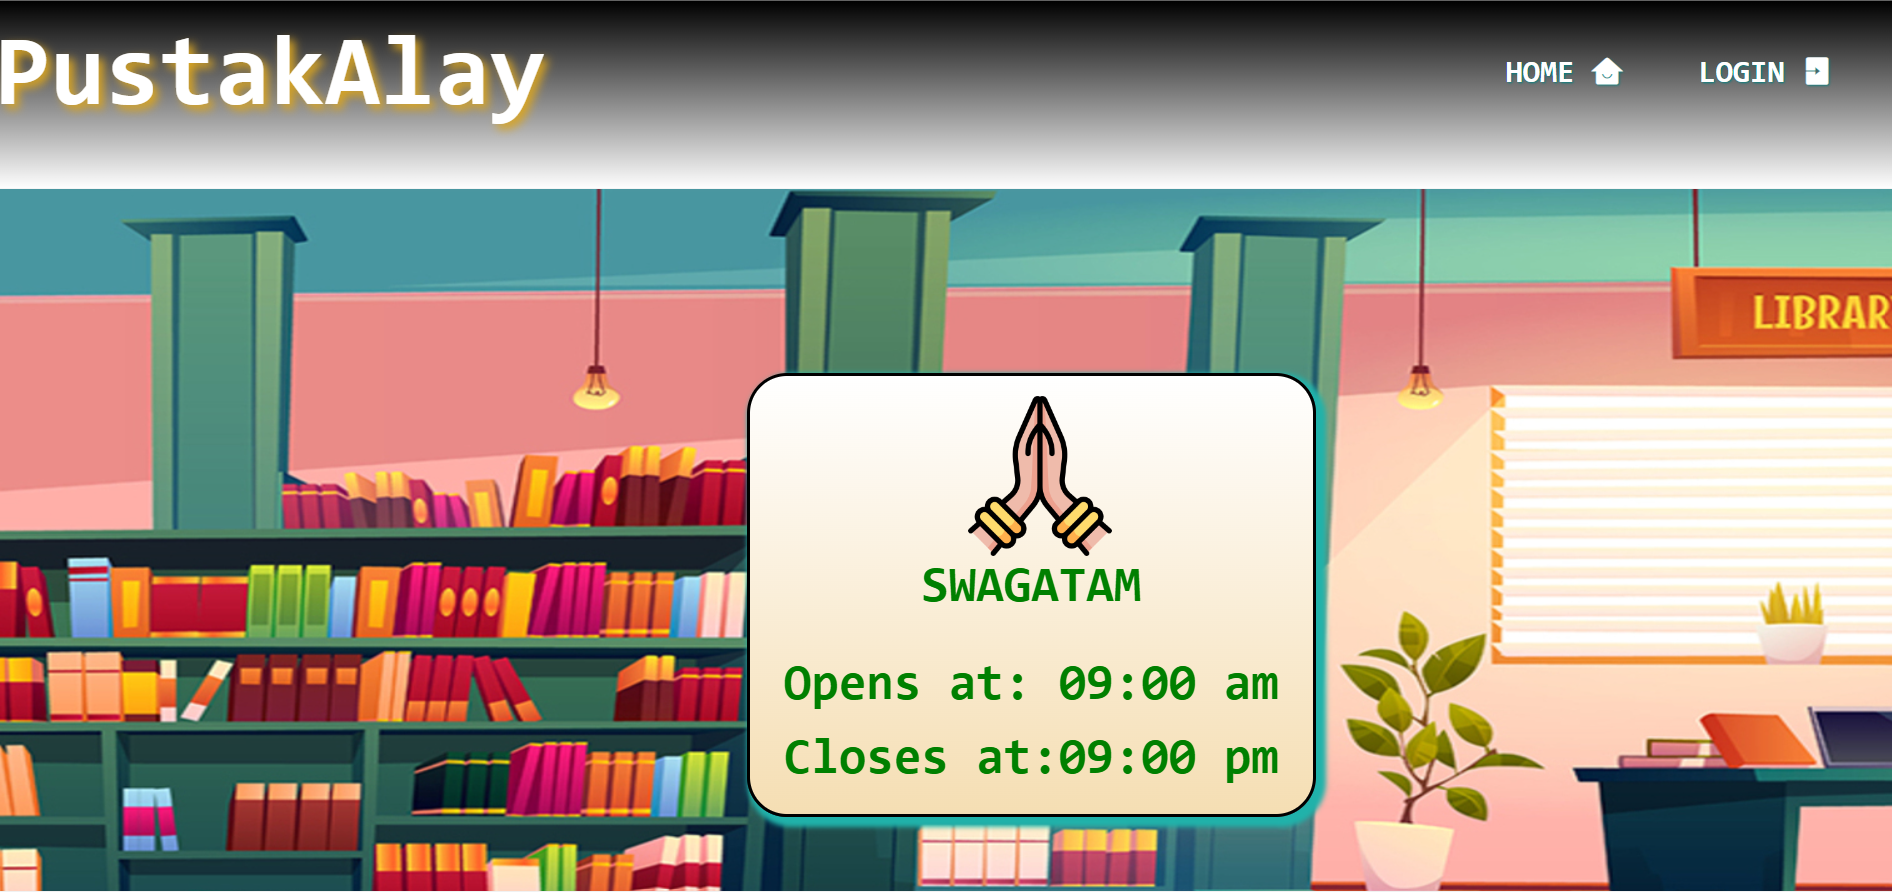 PustakAlay
HOME
LOGIN
LIBRAR
SWAGATAM
Opens at: 09:00 am
Closes at:09:00 pm